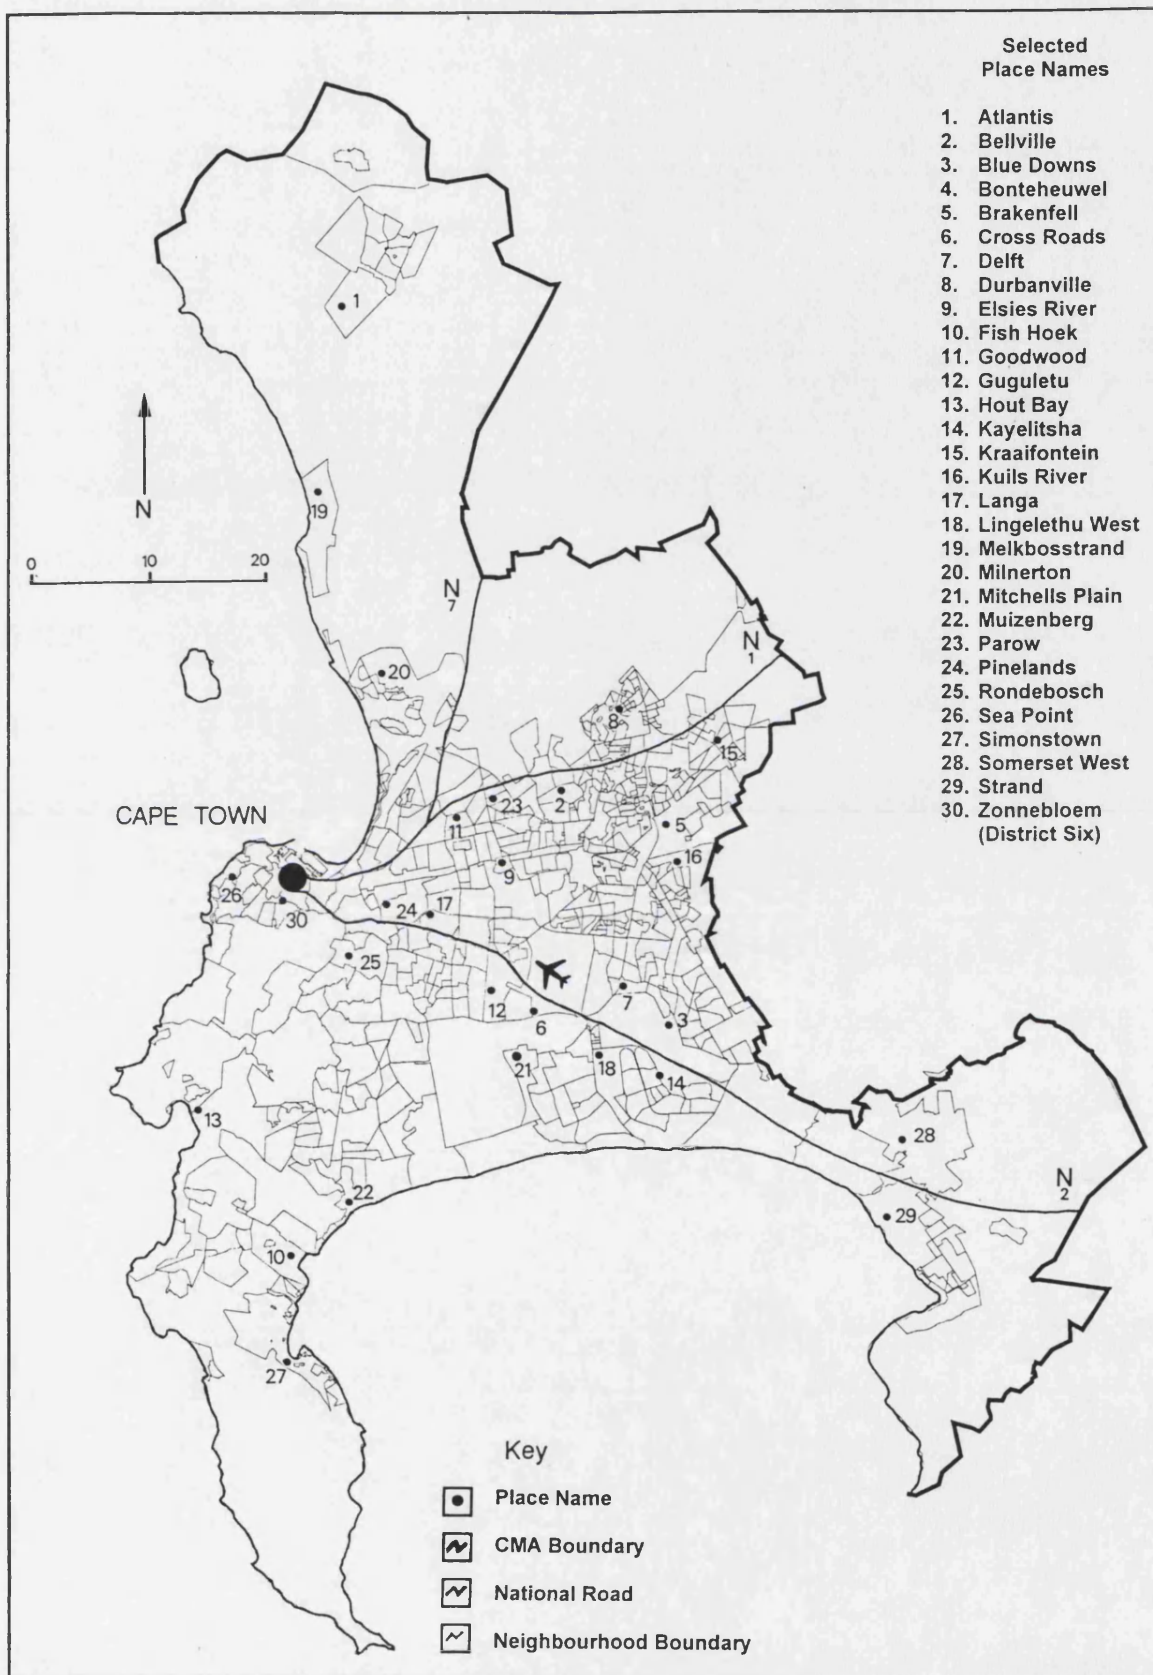 Selected
Place Names
1. Atlantis
2. Bellville
3. Blue Downs
4. Bonteheuwel
5. Brakenfell
6. Cross Roads
7. Delft
8. Durbanville
9. Elsies River
10. Fish Hoek
11. Goodwood
12. Guguletu
13. Hout Bay
14. Kayelitsha
15. Kraaifontein
16. Kuils River
17. Langa
18. Lingelethu West
19. Melkbosstrand
20. Milnerton
21. Mitchells Plain
22. Muizenberg
23. Parow
24. Pinelands
25. Rondebosch
26. Sea Point
27. Simonstown
28. Somerset West
29. Strand
30. Zonnebloem
(District Six)
1
N
19
0 10 20
N
7
N
1
20
8
15
2
23
CAPE TOWN
11
5
16
9
26
30
24
17
25
12
6
7
3
21
18
14
13
28
22
N
2
29
10
27
Key
Place Name
CMA Boundary
National Road
Neighbourhood Boundary